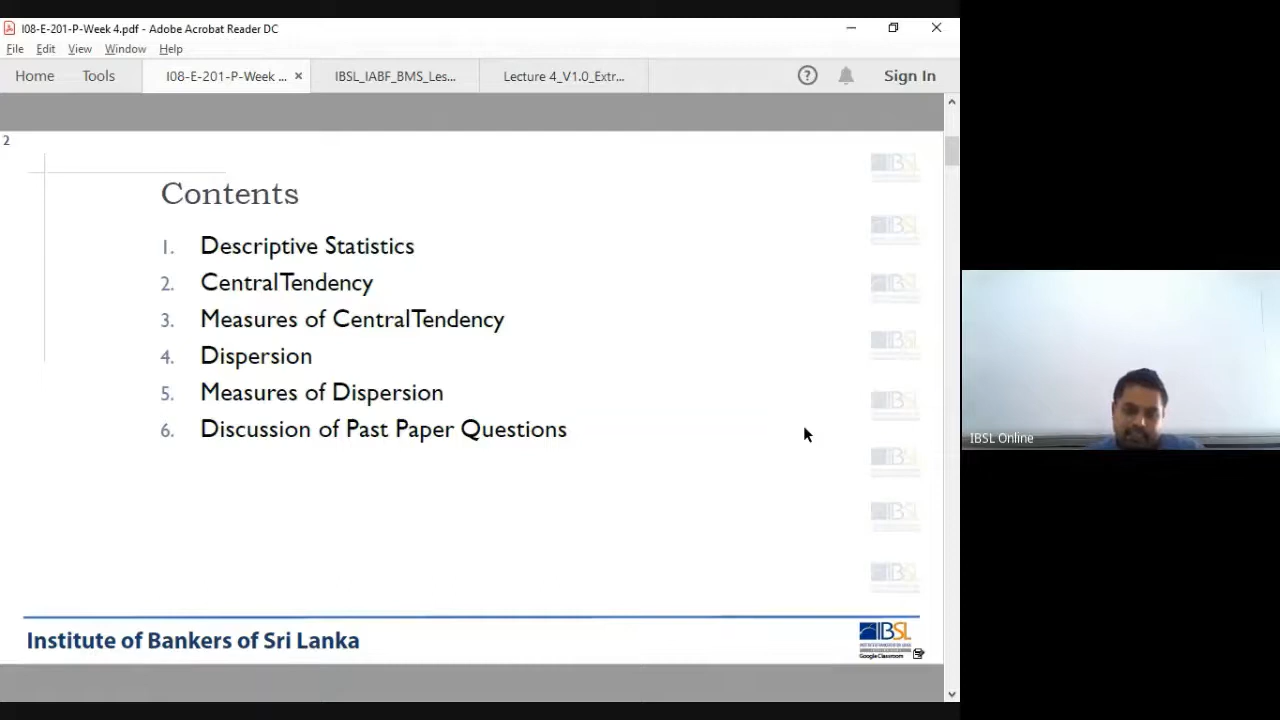 I08-E-201-P-Week 4.pdf - Adobe Acrobat Reader DC
File Edit View Window Help
Home Tools I08-E-201-P-Week ... × IBSL_IABF_BMS_Les... Lecture 4_V1.0_Extr... ? Sign In
2
Contents
1. Descriptive Statistics
2. CentralTendency
3. Measures of CentralTendency
4. Dispersion
5. Measures of Dispersion
6. Discussion of Past Paper Questions
IBSL Online
Institute of Bankers of Sri Lanka
IBSL
Google Classroom